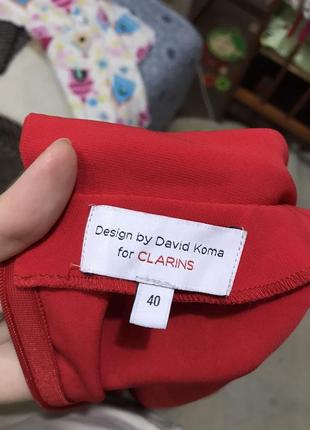 Design by David Koma
for CLARINS
40